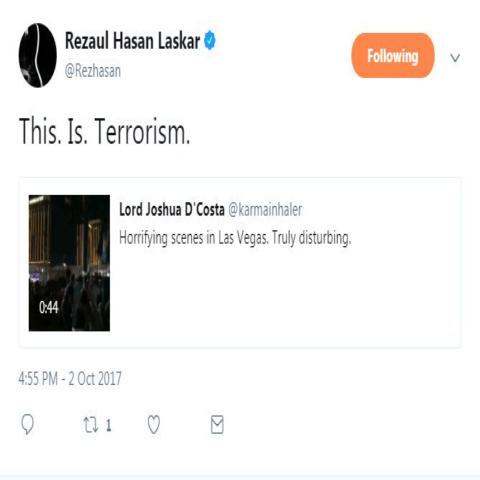 Rezaul Hasan Laskar
@Rezhasan
Following
This. Is. Terrorism.
Lord Joshua D'Costa @karmainhaler
Horrifying scenes in Las Vegas. Truly disturbing.
0:44
4:55 PM - 2 Oct 2017
1